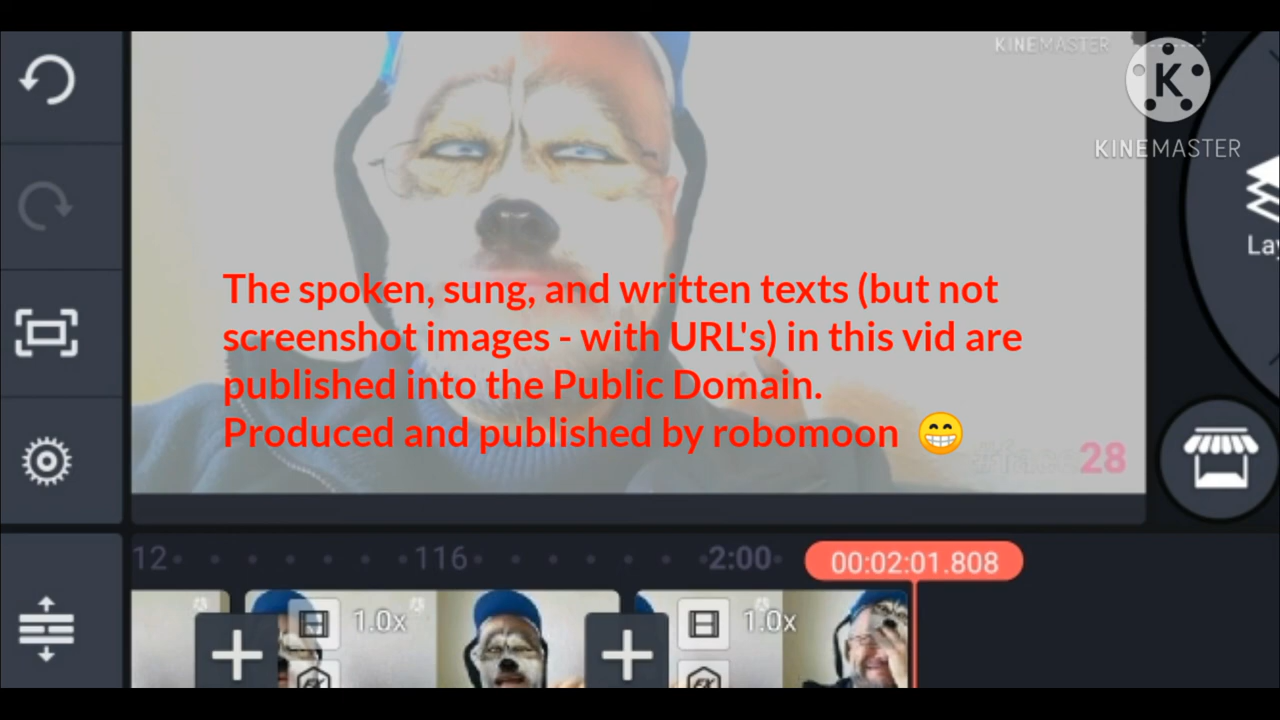 KINEMASTER
K
KINEMASTER
Lay
The spoken, sung, and written texts (but not
screenshot images - with URL's) in this vid are
published into the Public Domain.
Produced and published by robomoon 😁
28
12
116
2:00
00:02:01.808
1.0x
1.0x
FX